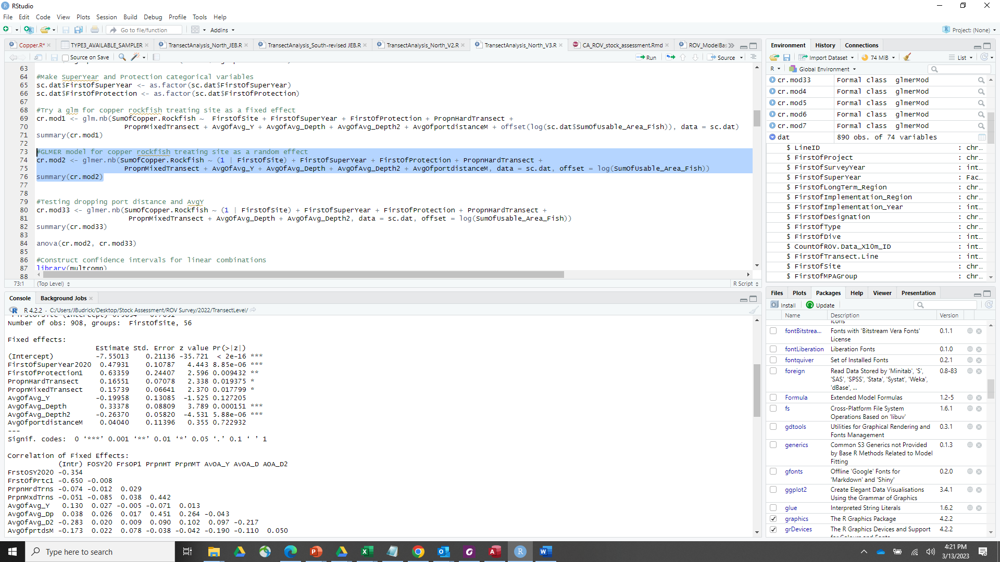 RStudio
File Edit Code View Plots Session Build Debug Profile Tools Help
Go to file/function Addins Project: (None)
Copper.R* TYPE3_AVAILABLE_SAMPLER TransectAnalysis_North_JEB.R TransectAnalysis_South-revised JEB.R TransectAnalysis_North_V2.R TransectAnalysis_North_V3.R CA_ROV_stock_assessment.Rmd ROV_ModelBas
Source on Save Run Source
63
64 #Make SuperYear and Protection categorical variables
65 sc.dat$FirstOfSuperYear <- as.factor(sc.dat$FirstOfSuperYear)
66 sc.dat$FirstOfProtection <- as.factor(sc.dat$FirstOfProtection)
67
68 #Try a glm for copper rockfish treating site as a fixed effect
69 cr.mod1 <- glm.nb(SumOfCopper.Rockfish ~ FirstOfSite + FirstOfSuperYear + FirstOfProtection + PropnHardTransect +
70 PropnMixedTransect + AvgOfAvg_Y + AvgOfAvg_Depth + AvgOfAvg_Depth2 + AvgOfportdistanceM + offset(log(sc.dat$SumOfUsable_Area_Fish)), data = sc.dat)
71 summary(cr.mod1)
72
73 #GLMER model for copper rockfish treating site as a random effect
74 cr.mod2 <- glmer.nb(SumOfCopper.Rockfish ~ (1 | FirstOfSite) + FirstOfSuperYear + FirstOfProtection + PropnHardTransect +
75 PropnMixedTransect + AvgOfAvg_Y + AvgOfAvg_Depth + AvgOfAvg_Depth2 + AvgOfportdistanceM, data = sc.dat, offset = log(SumOfUsable_Area_Fish))
76 summary(cr.mod2)
77
78
79 #Testing dropping port distance and AvgY
80 cr.mod33 <- glmer.nb(SumOfCopper.Rockfish ~ (1 | FirstOfSite) + FirstOfSuperYear + FirstOfProtection + PropnHardTransect +
81 PropnMixedTransect + AvgOfAvg_Depth + AvgOfAvg_Depth2, data = sc.dat, offset = log(SumOfUsable_Area_Fish))
82 summary(cr.mod33)
83
84 anova(cr.mod2, cr.mod33)
85
86 #Construct confidence intervals for linear combinations
87 library(multcomp)
88
73:1 (Top Level) R Script
Console Background Jobs
R 4.2.2 · C:/Users/JBudrick/Desktop/Stock Assessment/ROV Survey/2022/TransectLevel/
Number of obs: 908, groups: FirstOfSite, 56
Fixed effects:
Estimate Std. Error z value Pr(>|z|)
(Intercept) -7.55013 0.21136 -35.721 < 2e-16 ***
FirstOfSuperYear2020 0.47931 0.10787 4.443 8.85e-06 ***
FirstOfProtection1 0.63359 0.24407 2.596 0.009432 **
PropnHardTransect 0.16551 0.07078 2.338 0.019375 *
PropnMixedTransect 0.15739 0.06641 2.370 0.017799 *
AvgOfAvg_Y -0.19958 0.13085 -1.525 0.127205
AvgOfAvg_Depth 0.33378 0.08809 3.789 0.000151 ***
AvgOfAvg_Depth2 -0.26370 0.05820 -4.531 5.88e-06 ***
AvgOfportdistanceM 0.04040 0.11396 0.355 0.722932
---
Signif. codes: 0 ‘***’ 0.001 ‘**’ 0.01 ‘*’ 0.05 ‘.’ 0.1 ‘ ’ 1
Correlation of Fixed Effects:
(Intr) FOSY20 FrsOP1 PrpnHT PrpnMT AvOA_Y AvOA_D AOA_D2
FrstOSY2020 -0.354
FrstOfPrtc1 -0.650 -0.008
PrpnHrdTrns -0.074 -0.012 0.029
PrpnMxdTrns -0.051 -0.085 0.038 0.442
AvgOfAvg_Y 0.130 0.027 -0.005 -0.071 0.013
AvgOfAvg_Dp 0.038 0.026 0.017 0.451 0.264 -0.043
AvgOfAvg_D2 -0.283 0.020 0.009 0.090 0.102 0.097 -0.217
AvgOfprtdsM -0.173 0.022 0.078 -0.038 -0.042 -0.190 -0.110 0.050
Environment History Connections
Import Dataset 74 MiB List
R Global Environment
cr.mod33 Formal class glmerMod
cr.mod4 Formal class glmerMod
cr.mod5 Formal class glmerMod
cr.mod6 Formal class glmerMod
cr.mod7 Formal class glmerMod
dat 890 obs. of 74 variables
$ LineID : chr…
$ FirstOfProject : chr…
$ FirstOfSurveyYear : int…
$ FirstOfSuperYear : Fac…
$ FirstOfLongTerm_Region : chr…
$ FirstOfImplementation_Region : chr…
$ FirstOfImplementation_Year : int…
$ FirstOfDesignation : chr…
$ FirstOfType : chr…
$ FirstOfDive : int…
$ CountOfROV.Data_X10m_ID : int…
$ FirstOfTransect.Line : int…
$ FirstOfSite : chr…
$ FirstOfMPAGroup : chr…
Files Plots Packages Help Viewer Presentation
Install Update
Name Description Version
Icons
fontBitstrea... Fonts with 'Bitstream Vera Fonts' License 0.1.1
fontLiberation Liberation Fonts 0.1.0
fontquiver Set of Installed Fonts 0.2.1
foreign Read Data Stored by 'Minitab', 'S', 'SAS', 'SPSS', 'Stata', 'Systat', 'Weka', 'dBase', ... 0.8-83
Formula Extended Model Formulas 1.2-5
fs Cross-Platform File System Operations Based on 'libuv' 1.6.1
gdtools Utilities for Graphical Rendering and Fonts Management 0.3.1
generics Common S3 Generics not Provided by Base R Methods Related to Model Fitting 0.1.3
gfonts Offline 'Google' Fonts for 'Markdown' and 'Shiny' 0.2.0
ggplot2 Create Elegant Data Visualisations Using the Grammar of Graphics 3.4.1
glue Interpreted String Literals 1.6.2
graphics The R Graphics Package 4.2.2
grDevices The R Graphics Devices and Support 4.2.2
Type here to search
4:21 PM
3/13/2023